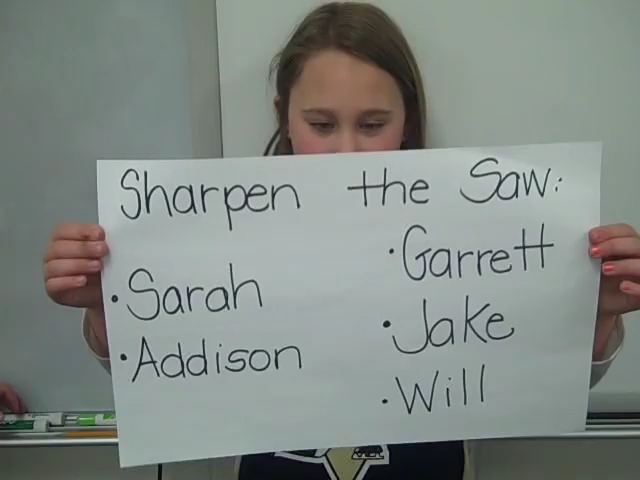 Sharpen the Saw:
• Sarah
• Addison
• Garrett
• Jake
• Will